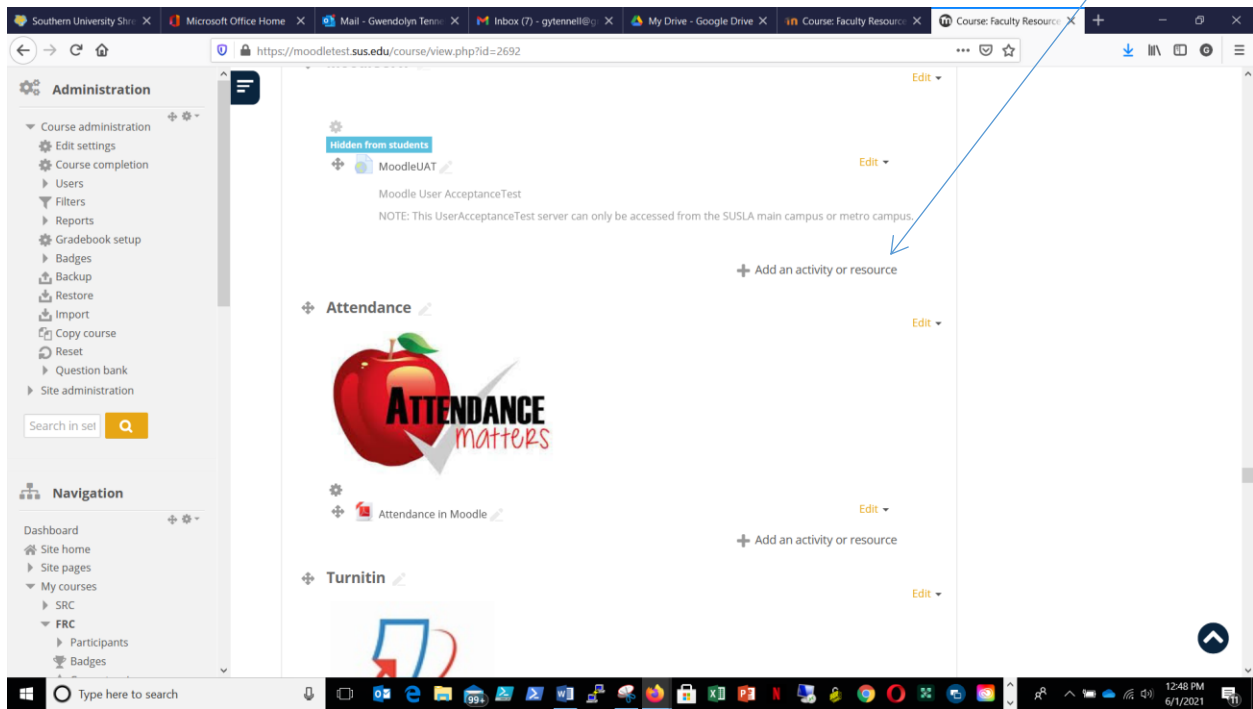 Southern University Shre
Microsoft Office Home
Mail - Gwendolyn Tenne
Inbox (7) - gytennell@g
My Drive - Google Drive
Course: Faculty Resource
Course: Faculty Resource
https://moodletest.sus.edu/course/view.php?id=2692
Administration
Course administration
Edit settings
Course completion
Users
Filters
Reports
Gradebook setup
Badges
Backup
Restore
Import
Copy course
Reset
Question bank
Site administration
Search in set
Navigation
Dashboard
Site home
Site pages
My courses
SRC
FRC
Participants
Badges
Edit
Hidden from students
MoodleUAT
Edit
Moodle User AcceptanceTest
NOTE: This UserAcceptanceTest server can only be accessed from the SUSLA main campus or metro campus.
Add an activity or resource
Attendance
Edit
ATTENDANCE
matters
Attendance in Moodle
Edit
Add an activity or resource
Turnitin
Edit
Type here to search
99+
12:48 PM
6/1/2021